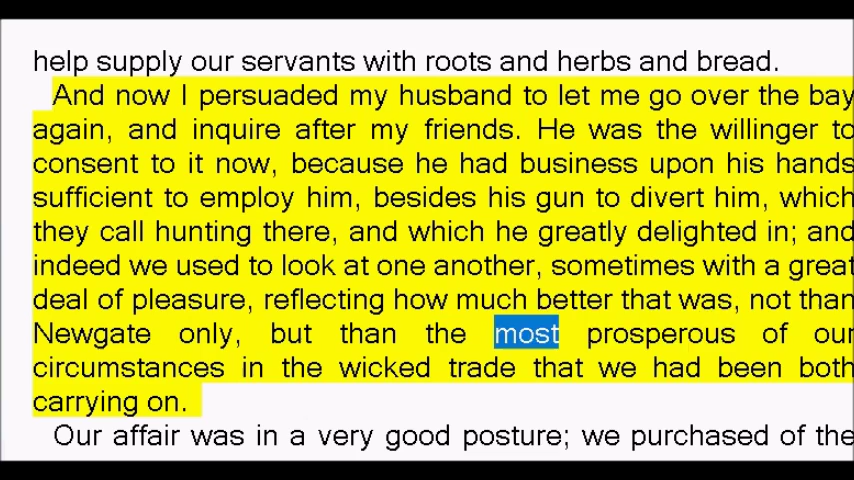 help supply our servants with roots and herbs and bread.
And now I persuaded my husband to let me go over the bay
again, and inquire after my friends. He was the willinger to
consent to it now, because he had business upon his hands
sufficient to employ him, besides his gun to divert him, which
they call hunting there, and which he greatly delighted in; and
indeed we used to look at one another, sometimes with a great
deal of pleasure, reflecting how much better that was, not than
Newgate only, but than the most prosperous of our
circumstances in the wicked trade that we had been both
carrying on.
Our affair was in a very good posture; we purchased of the